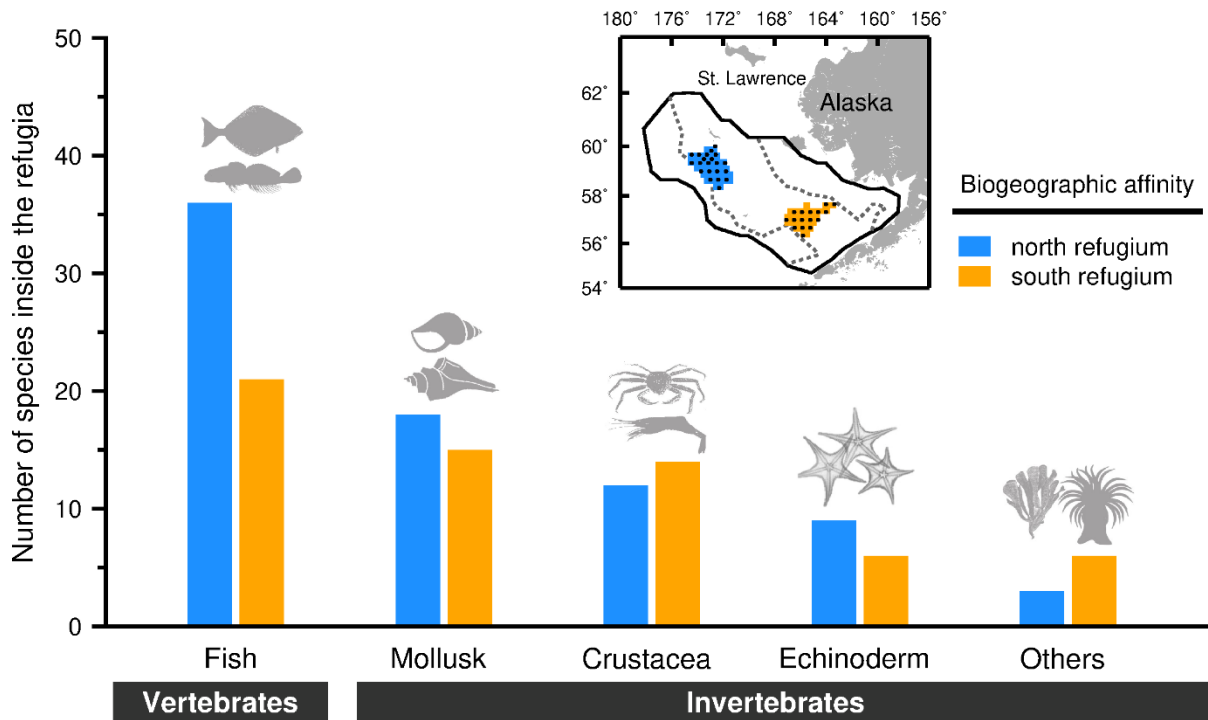 Number of species inside the refugia
50
40
30
20
10
0
180° 176° 172° 168° 164° 160° 156°
62°
60°
58°
56°
54°
St. Lawrence
Alaska
Biogeographic affinity
north refugium
south refugium
Fish Mollusk Crustacea Echinoderm Others
Vertebrates Invertebrates